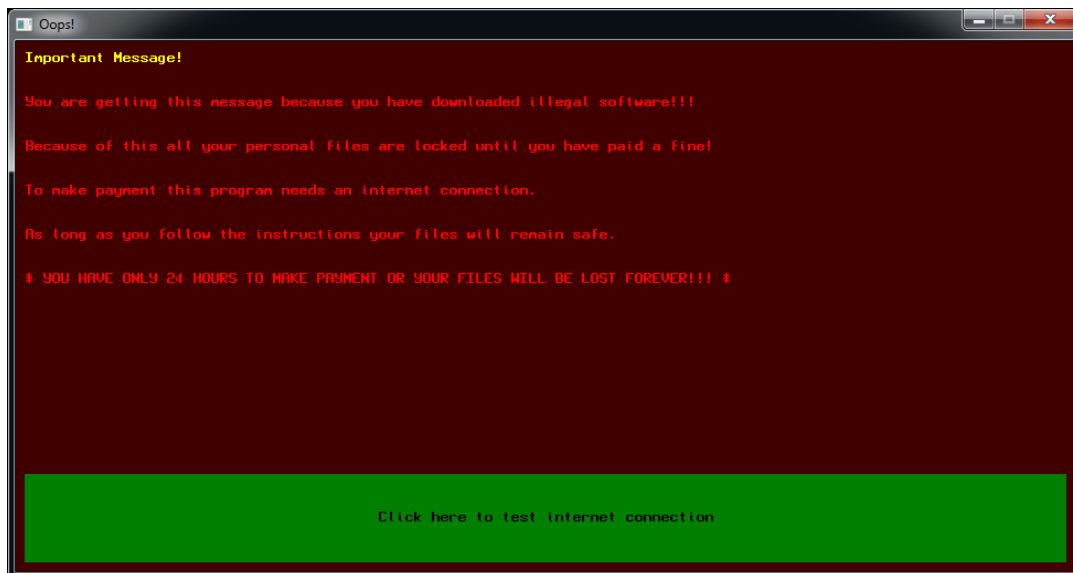 Oops!
Important Message!
You are getting this message because you have downloaded illegal software!!!
Because of this all your personal files are locked until you have paid a fine!
To make payment this program needs an internet connection.
As long as you follow the instructions your files will remain safe.
* YOU HAVE ONLY 24 HOURS TO MAKE PAYMENT OR YOUR FILES WILL BE LOST FOREVER!!! *
Click here to test internet connection